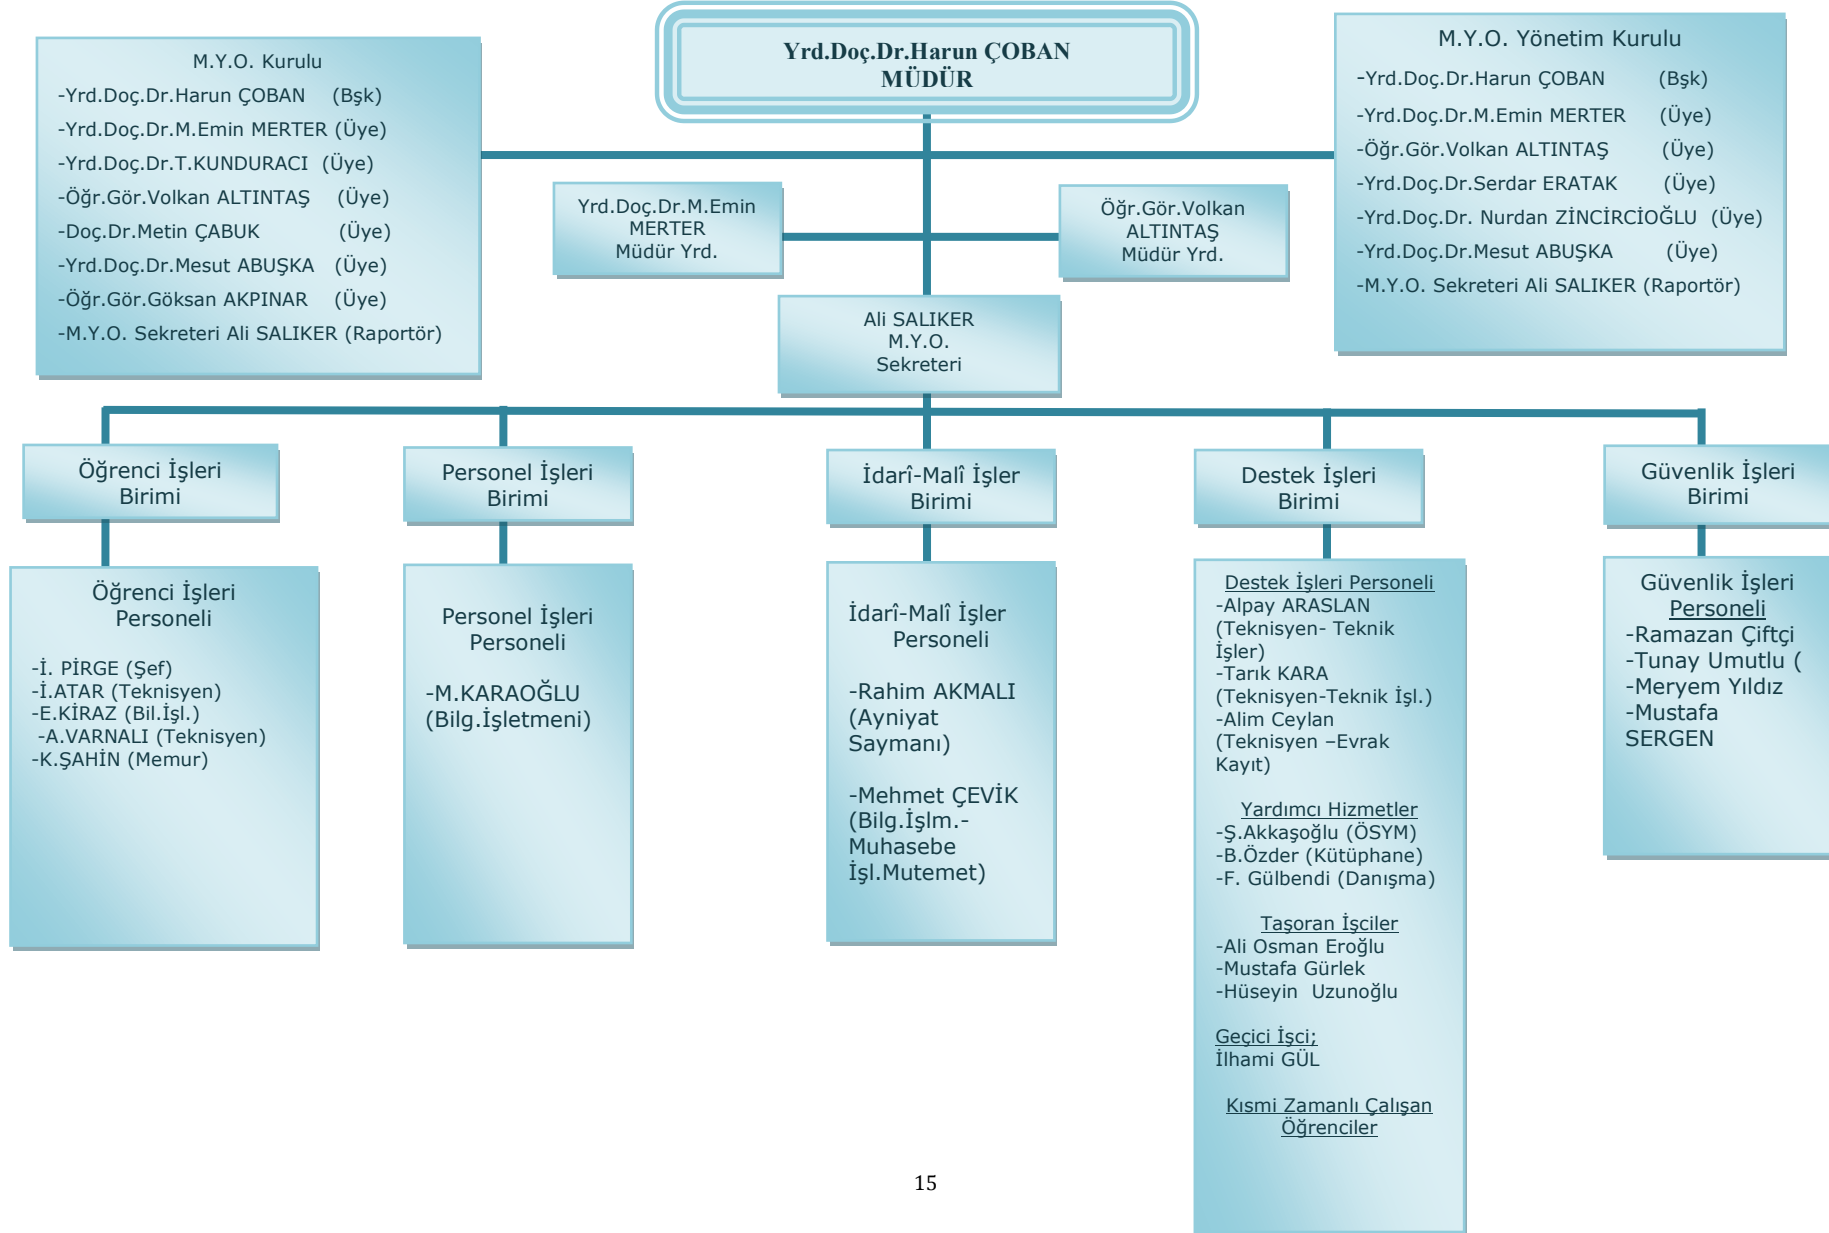 Yrd.Doç.Dr.Harun ÇOBAN
MÜDÜR
M.Y.O. Kurulu
-Yrd.Doç.Dr.Harun ÇOBAN (Bşk)
-Yrd.Doç.Dr.M.Emin MERTER (Üye)
-Yrd.Doç.Dr.T.KUNDURACI (Üye)
-Öğr.Gör.Volkan ALTINTAŞ (Üye)
-Doç.Dr.Metin ÇABUK (Üye)
-Yrd.Doç.Dr.Mesut ABUŞKA (Üye)
-Öğr.Gör.Göksan AKPINAR (Üye)
-M.Y.O. Sekreteri Ali SALIKER (Raportör)
M.Y.O. Yönetim Kurulu
-Yrd.Doç.Dr.Harun ÇOBAN (Bşk)
-Yrd.Doç.Dr.M.Emin MERTER (Üye)
-Öğr.Gör.Volkan ALTINTAŞ (Üye)
-Yrd.Doç.Dr.Serdar ERATAK (Üye)
-Yrd.Doç.Dr. Nurdan ZİNCİRCİOĞLU (Üye)
-Yrd.Doç.Dr.Mesut ABUŞKA (Üye)
-M.Y.O. Sekreteri Ali SALIKER (Raportör)
Yrd.Doç.Dr.M.Emin
MERTER
Müdür Yrd.
Öğr.Gör.Volkan
ALTINTAŞ
Müdür Yrd.
Ali SALIKER
M.Y.O.
Sekreteri
Öğrenci İşleri
Birimi
Personel İşleri
Birimi
İdarî-Malî İşler
Birimi
Destek İşleri
Birimi
Güvenlik İşleri
Birimi
Öğrenci İşleri
Personeli
-İ. PİRGE (Şef)
-İ.ATAR (Teknisyen)
-E.KİRAZ (Bil.İşl.)
-A.VARNALI (Teknisyen)
-K.ŞAHİN (Memur)
Personel İşleri
Personeli
-M.KARAOĞLU
(Bilg.İşletmeni)
İdarî-Malî İşler
Personeli
-Rahim AKMALI
(Ayniyat
Saymanı)
-Mehmet ÇEVİK
(Bilg.İşlm.-
Muhasebe
İşl.Mutemet)
Destek İşleri Personeli
-Alpay ARASLAN
(Teknisyen- Teknik
İşler)
-Tarık KARA
(Teknisyen-Teknik İşl.)
-Alim Ceylan
(Teknisyen –Evrak
Kayıt)
Yardımcı Hizmetler
-Ş.Akkaşoğlu (ÖSYM)
-B.Özder (Kütüphane)
-F. Gülbendi (Danışma)
Taşoran İşciler
-Ali Osman Eroğlu
-Mustafa Gürlek
-Hüseyin Uzunoğlu
Geçici İşci;
İlhami GÜL
Kısmi Zamanlı Çalışan
Öğrenciler
Güvenlik İşleri
Personeli
-Ramazan Çiftçi
-Tunay Umutlu (
-Meryem Yıldız
-Mustafa
SERGEN
15